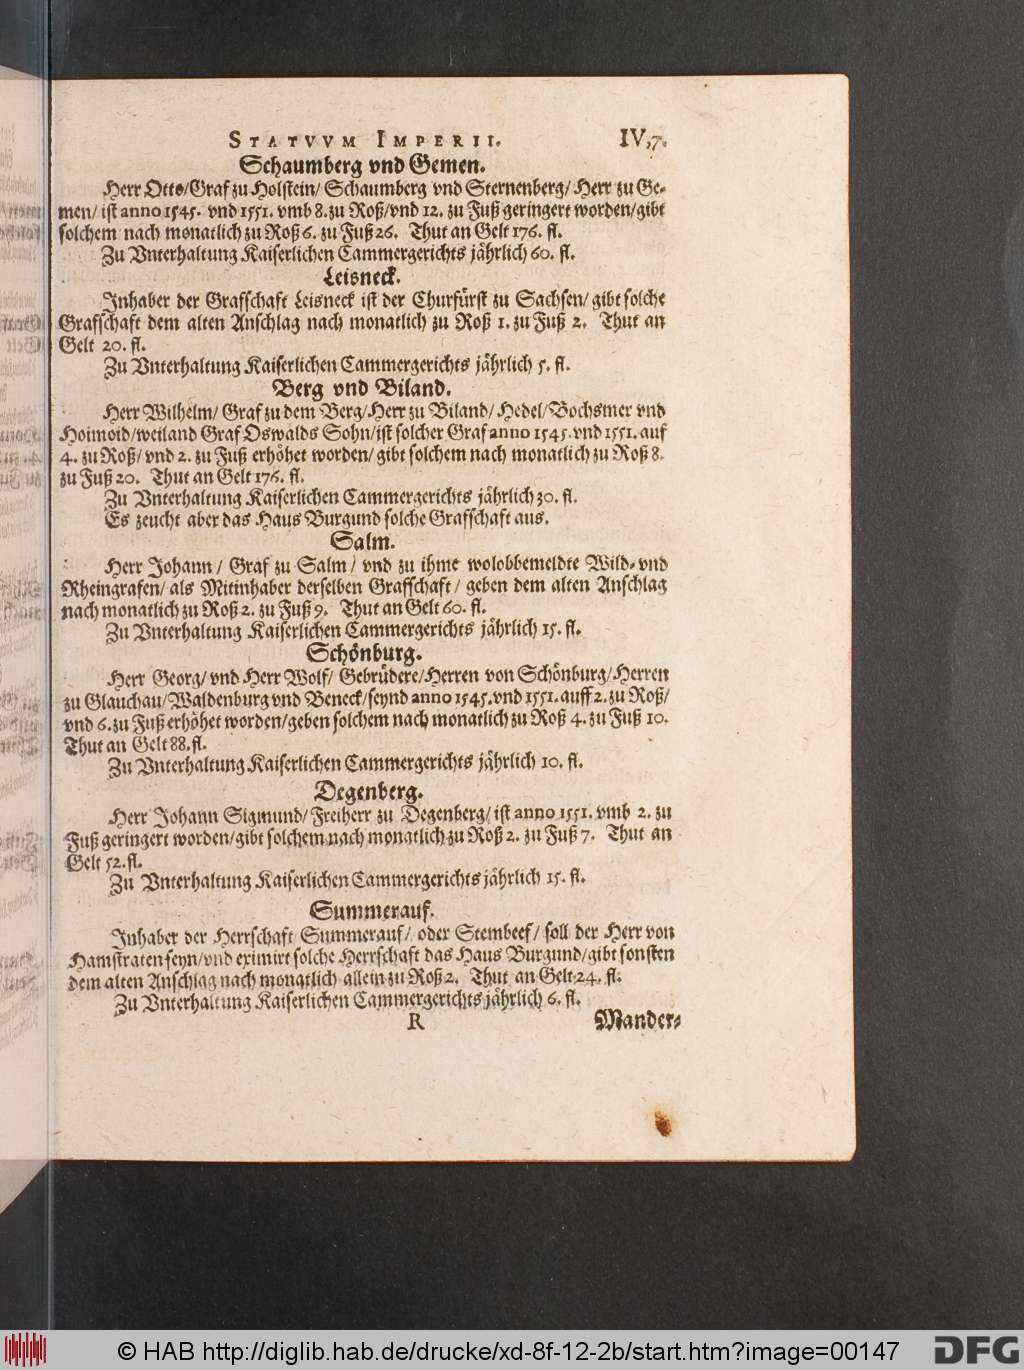 STATVVM IMPERII. IV,7.
Schaumberg vnd Gemen.
Herr Otto/Graf zu Holstein/ Schaumberg vnd Sternenberg/ Herr zu Ge-
men/ ist anno 1545. vnd 1551. vmb 8. zu Roß/vnd 12. zu Fuß geringert worden/gibt
solchem nach monatlich zu Roß 6. zu Fuß 26. Thut an Gelt 176. fl.
Zu Vnterhaltung Kaiserlichen Cammergerichts jährlich 60. fl.
Leisneck.
Inhaber der Grafschaft Leisneck ist der Churfürst zu Sachsen/ gibt solche
Grafschaft dem alten Anschlag nach monatlich zu Roß 1. zu Fuß 2. Thut an
Gelt 20. fl.
Zu Vnterhaltung Kaiserlichen Cammergerichts jährlich 5. fl.
Berg vnd Biland.
Herr Wilhelm/ Graf zu dem Berg/Herr zu Biland/ Hedel/Bochsmer vnd
Hoimoid/weiland Graf Oswalds Sohn/ist solcher Graf anno 1545. vnd 1551. auf
4. zu Roß/ vnd 2. zu Fuß erhöhet worden/ gibt solchem nach monatlich zu Roß 8.
zu Fuß 20. Thut an Gelt 176. fl.
Zu Vnterhaltung Kaiserlichen Cammergerichts jährlich 30. fl.
Es zeucht aber das Haus Burgund solche Grafschaft aus.
Salm.
Herr Johann/ Graf zu Salm/ vnd zu ihme wolobbemeldte Wild- vnd
Rheingrafen/ als Mitinhaber derselben Graffschaft/ geben dem alten Anschlag
nach monatlich zu Roß 2. zu Fuß 9. Thut an Gelt 60. fl.
Zu Vnterhaltung Kaiserlichen Cammergerichts jährlich 15. fl.
Schönburg.
Herr Georg/ vnd Herr Wolf/ Gebrüdere/Herren von Schönburg/Herren
zu Glauchau/Waldenburg vnd Beneck/seynd anno 1545. vnd 1551. auff 2. zu Roß/
vnd 6. zu Fuß erhöhet worden/geben solchem nach monatlich zu Roß 4. zu Fuß 10.
Thut an Gelt 88. fl.
Zu Vnterhaltung Kaiserlichen Cammergerichts jährlich 10. fl.
Degenberg.
Herr Johann Sigmund/ Freiherr zu Degenberg/ ist anno 1551. vmb 2. zu
Fuß geringert worden/gibt solchem nach monatlich zu Roß 2. zu Fuß 7. Thut an
Gelt 52. fl.
Zu Vnterhaltung Kaiserlichen Cammergerichts jährlich 15. fl.
Summerauf.
Inhaber der Herrschaft Summerauf/ oder Stembeef/ soll der Herr von
Hamstraten seyn/vnd eximirt solche Herrschaft das Haus Burgund/gibt sonsten
dem alten Anschlag nach monatlich allein zu Roß 2. Thut an Gelt 24. fl.
Zu Vnterhaltung Kaiserlichen Cammergerichts jährlich 6. fl.
R Mander-
© HAB http://diglib.hab.de/drucke/xd-8f-12-2b/start.htm?image=00147
DFG